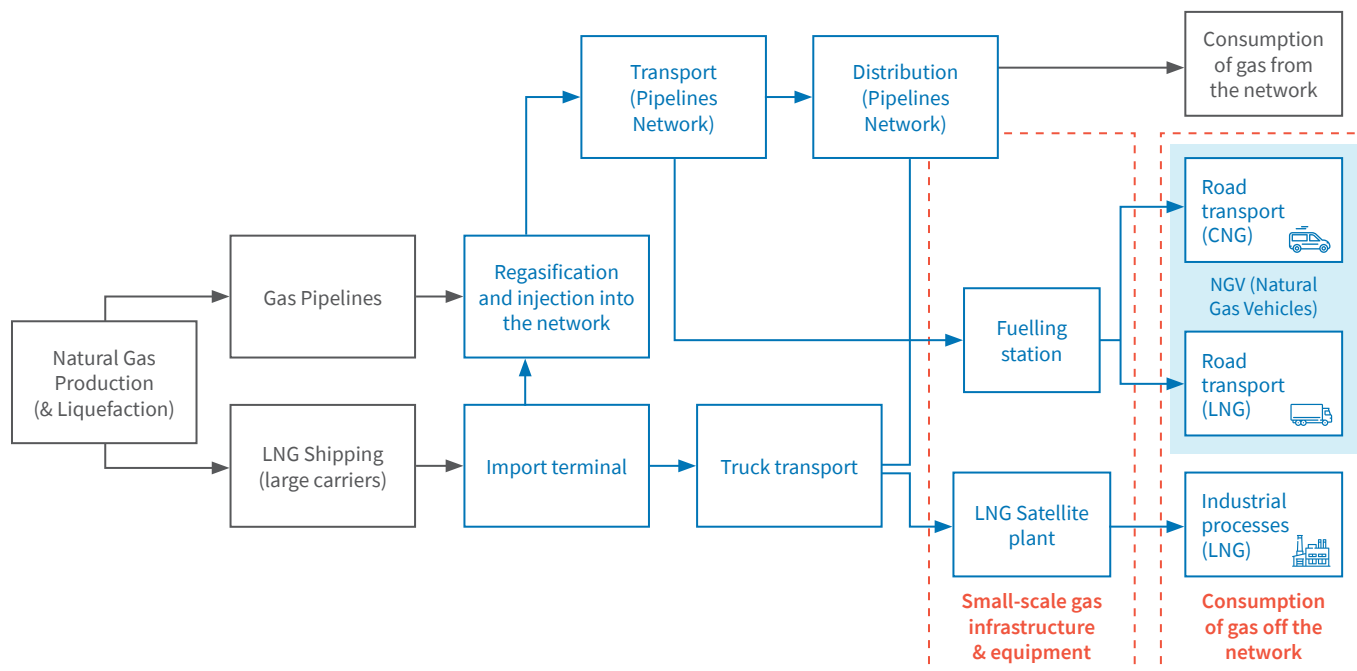 Transport
(Pipelines
Network)
Distribution
(Pipelines
Network)
Consumption
of gas from
the network
Road
transport
(CNG)
NGV (Natural
Gas Vehicles)
Road
transport
(LNG)
Gas Pipelines
Regasification
and injection into
the network
Fuelling
station
Natural Gas
Production
(& Liquefaction)
LNG Shipping
(large carriers)
Import terminal
Truck transport
LNG Satellite
plant
Industrial
processes
(LNG)
Small-scale gas
infrastructure
& equipment
Consumption
of gas off the
network